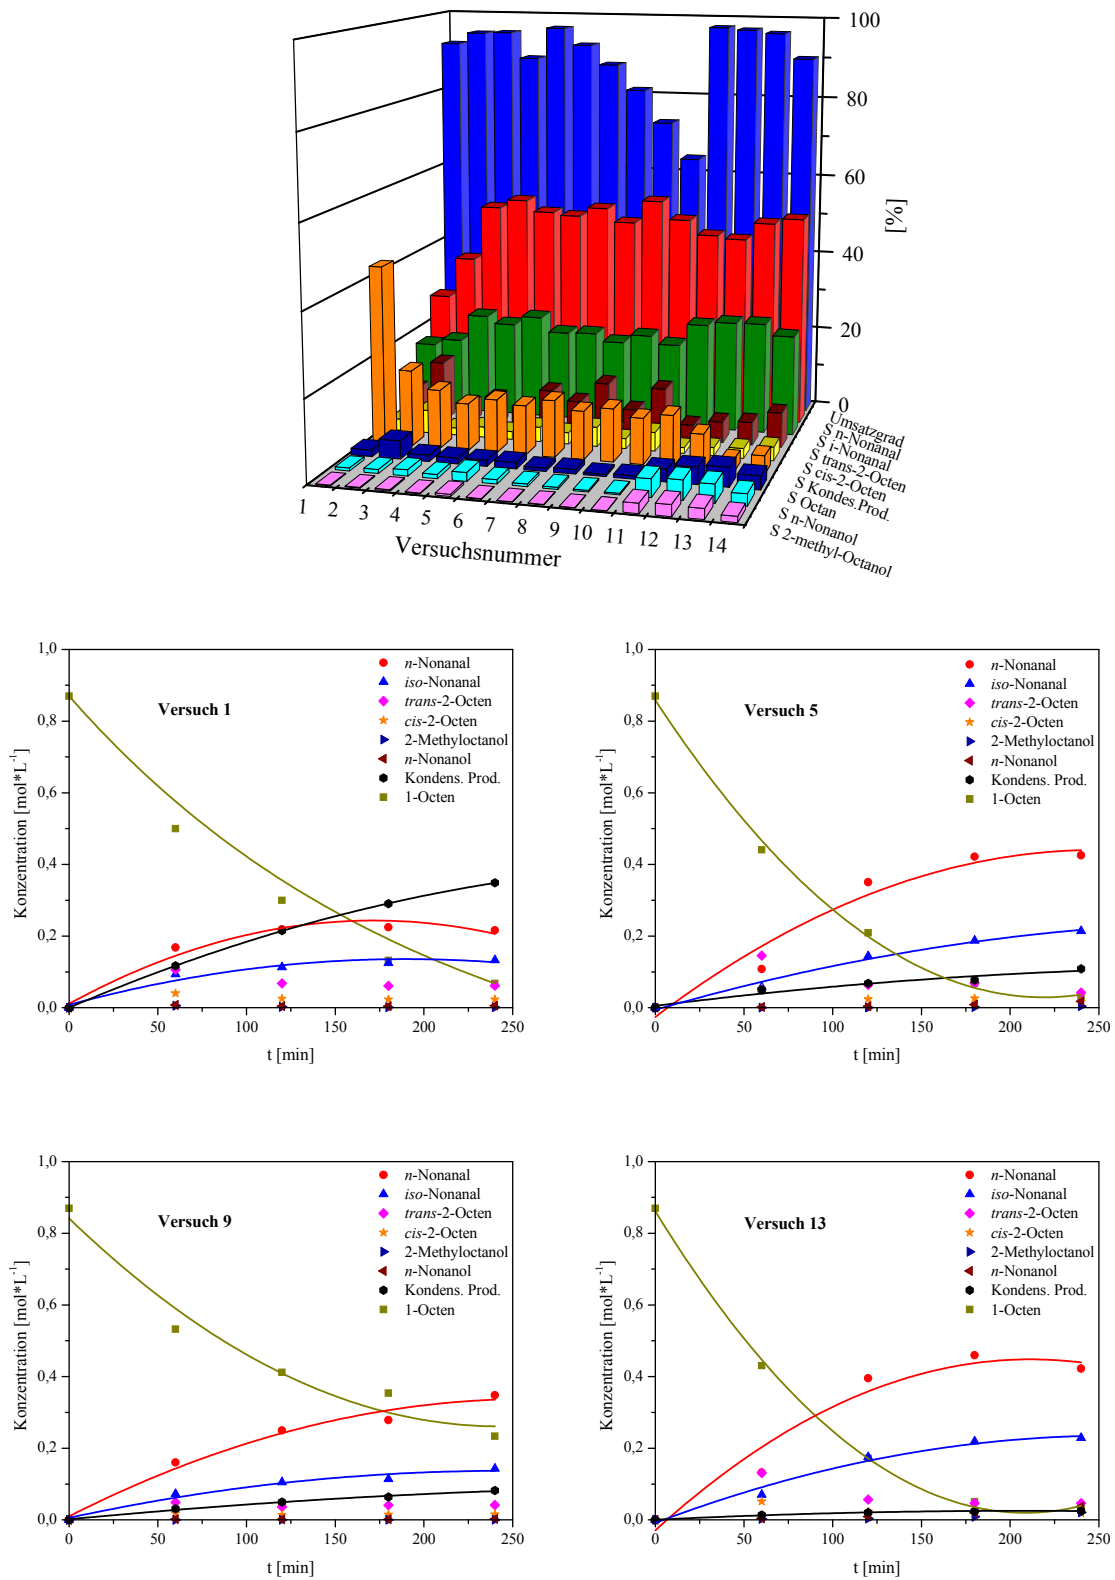 100
80
60
40
20
0
[%]
Umsatzgrad
S n-Nonanal
S i-Nonanal
S trans-2-Octen
S cis-2-Octen
S Kondes.Prod.
S Octan
S n-Nonanol
S 2-methyl-Octanol
1 2 3 4 5 6 7 8 9 10 11 12 13 14
Versuchsnummer
Versuch 1
n-Nonanal
iso-Nonanal
trans-2-Octen
cis-2-Octen
2-Methyloctanol
n-Nonanol
Kondens. Prod.
1-Octen
1,0
0,8
0,6
0,4
0,2
0,0
Konzentration [mol*L⁻¹]
0 50 100 150 200 250
t [min]
Versuch 5
n-Nonanal
iso-Nonanal
trans-2-Octen
cis-2-Octen
2-Methyloctanol
n-Nonanol
Kondens. Prod.
1-Octen
1,0
0,8
0,6
0,4
0,2
0,0
Konzentration [mol*L⁻¹]
0 50 100 150 200 250
t [min]
Versuch 9
n-Nonanal
iso-Nonanal
trans-2-Octen
cis-2-Octen
2-Methyloctanol
n-Nonanol
Kondens. Prod.
1-Octen
1,0
0,8
0,6
0,4
0,2
0,0
Konzentration [mol*L⁻¹]
0 50 100 150 200 250
t [min]
Versuch 13
n-Nonanal
iso-Nonanal
trans-2-Octen
cis-2-Octen
2-Methyloctanol
n-Nonanol
Kondens. Prod.
1-Octen
1,0
0,8
0,6
0,4
0,2
0,0
Konzentration [mol*L⁻¹]
0 50 100 150 200 250
t [min]